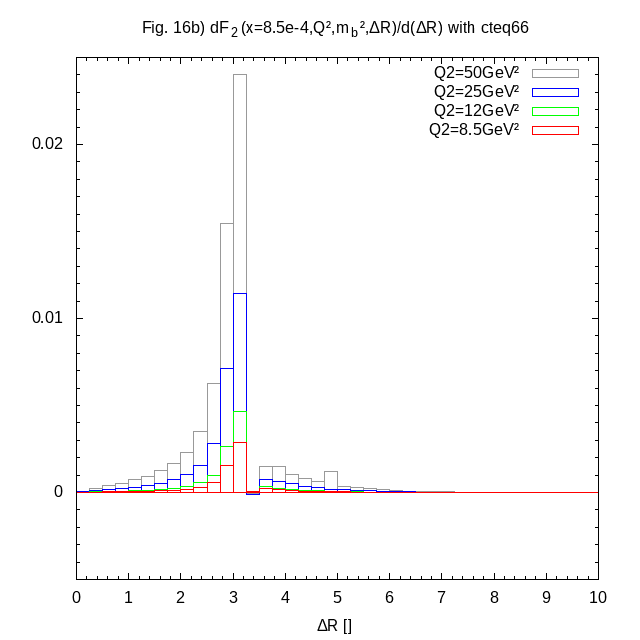 Fig. 16b) dF₂(x=8.5e-4,Q²,m_b²,ΔR)/d(ΔR) with cteq66
Q2=50GeV²
Q2=25GeV²
Q2=12GeV²
Q2=8.5GeV²
0.02
0.01
0
0 1 2 3 4 5 6 7 8 9 10
ΔR []